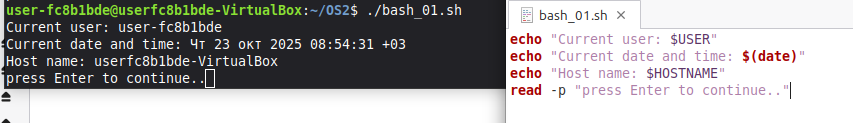 user-fc8b1bde@userfc8b1bde-VirtualBox:~/OS2$ ./bash_01.sh
Current user: user-fc8b1bde
Current date and time: Чт 23 окт 2025 08:54:31 +03
Host name: userfc8b1bde-VirtualBox
press Enter to continue..
bash_01.sh ×
echo "Current user: $USER"
echo "Current date and time: $(date)"
echo "Host name: $HOSTNAME"
read -p "press Enter to continue.."